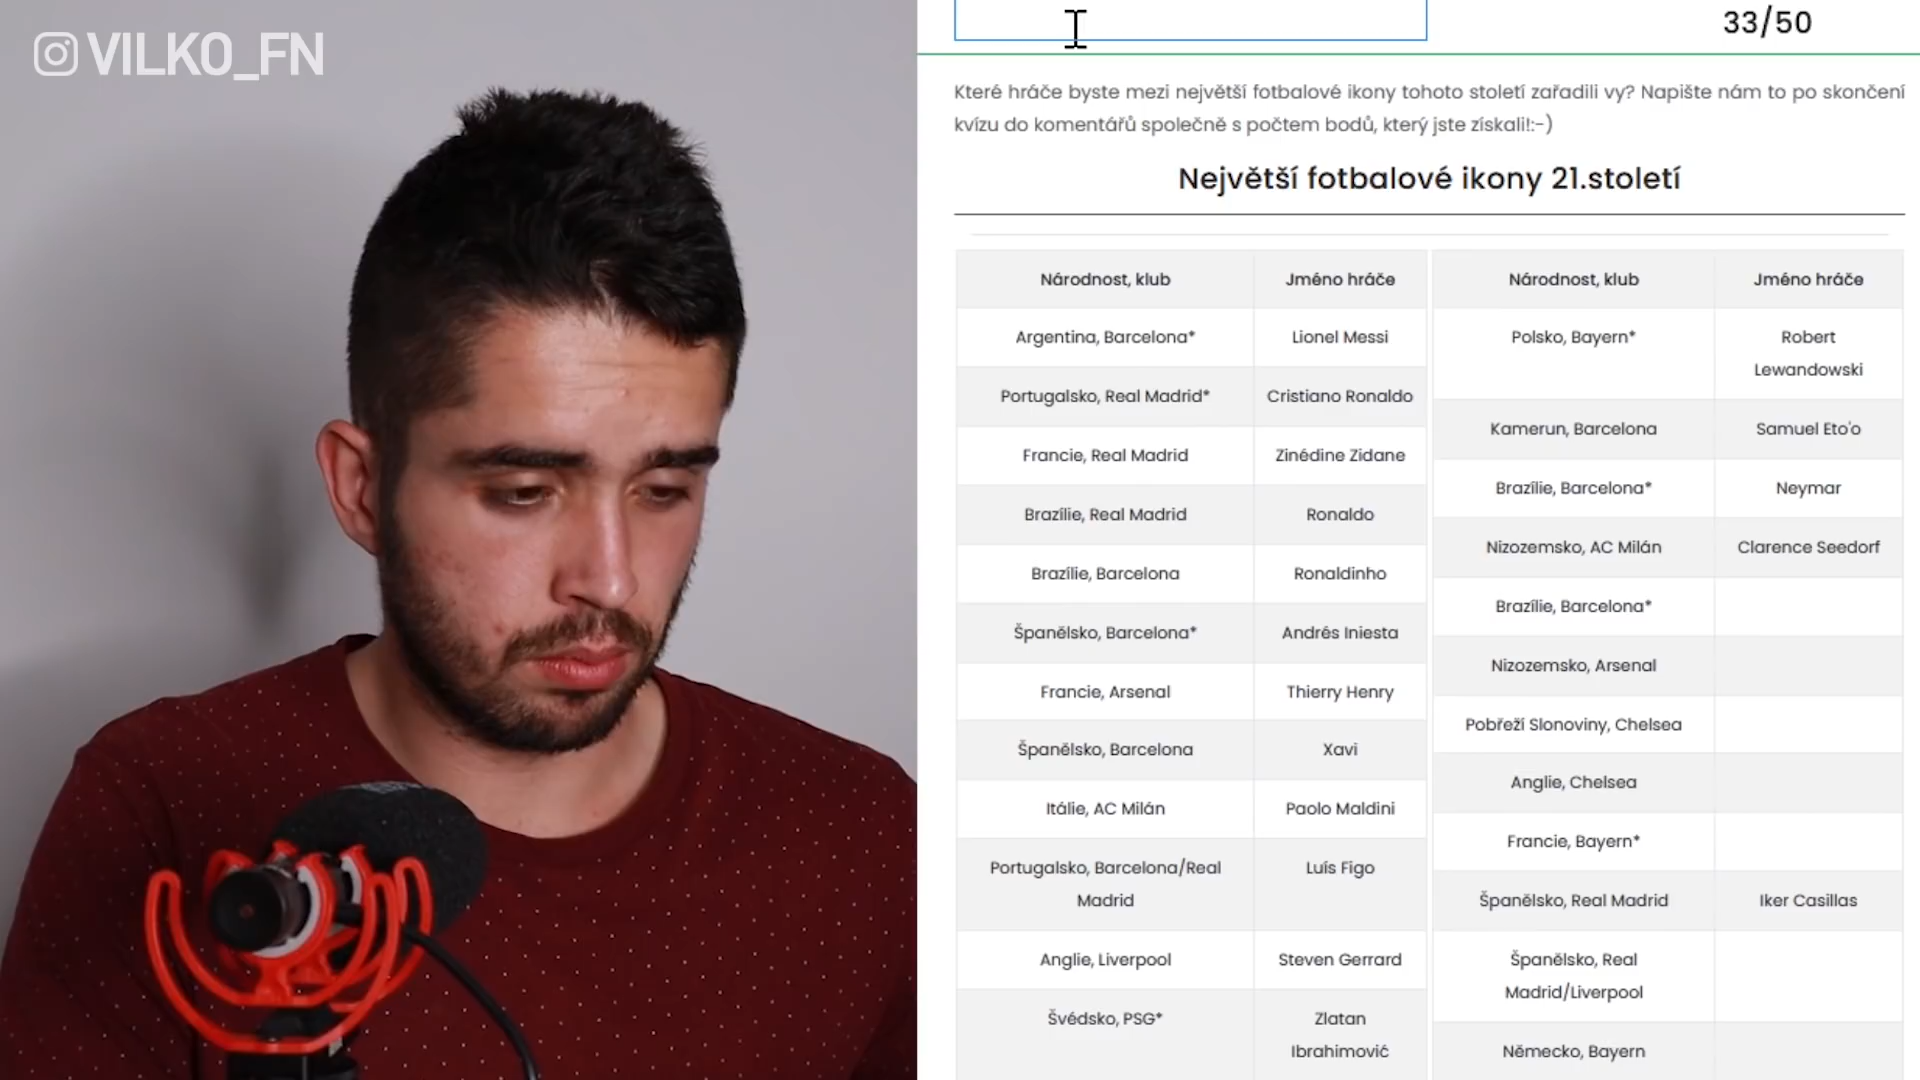 VILKO_FN
33/50
Které hráče byste mezi největší fotbalové ikony tohoto století zařadili vy? Napište nám to po skončení
kvízu do komentářů společně s počtem bodů, který jste získali!:-)
Největší fotbalové ikony 21.století
Národnost, klub
Jméno hráče
Argentina, Barcelona*
Lionel Messi
Portugalsko, Real Madrid*
Cristiano Ronaldo
Francie, Real Madrid
Zinédine Zidane
Brazílie, Real Madrid
Ronaldo
Brazílie, Barcelona
Ronaldinho
Španělsko, Barcelona*
Andrés Iniesta
Francie, Arsenal
Thierry Henry
Španělsko, Barcelona
Xavi
Itálie, AC Milán
Paolo Maldini
Portugalsko, Barcelona/Real
Madrid
Luís Figo
Anglie, Liverpool
Steven Gerrard
Švédsko, PSG*
Zlatan
Ibrahimović
Národnost, klub
Jméno hráče
Polsko, Bayern*
Robert
Lewandowski
Kamerun, Barcelona
Samuel Eto'o
Brazílie, Barcelona*
Neymar
Nizozemsko, AC Milán
Clarence Seedorf
Brazílie, Barcelona*
Nizozemsko, Arsenal
Pobřeží Slonoviny, Chelsea
Anglie, Chelsea
Francie, Bayern*
Španělsko, Real Madrid
Iker Casillas
Španělsko, Real
Madrid/Liverpool
Německo, Bayern